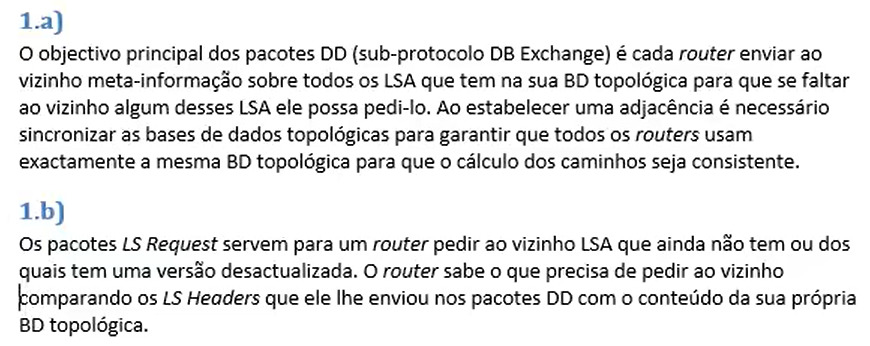 1.a)
O objectivo principal dos pacotes DD (sub-protocolo DB Exchange) é cada router enviar ao
vizinho meta-informação sobre todos os LSA que tem na sua BD topológica para que se faltar
ao vizinho algum desses LSA ele possa pedi-lo. Ao estabelecer uma adjacência é necessário
sincronizar as bases de dados topológicas para garantir que todos os routers usam
exactamente a mesma BD topológica para que o cálculo dos caminhos seja consistente.
1.b)
Os pacotes LS Request servem para um router pedir ao vizinho LSA que ainda não tem ou dos
quais tem uma versão desactualizada. O router sabe o que precisa de pedir ao vizinho
comparando os LS Headers que ele lhe enviou nos pacotes DD com o conteúdo da sua própria
BD topológica.